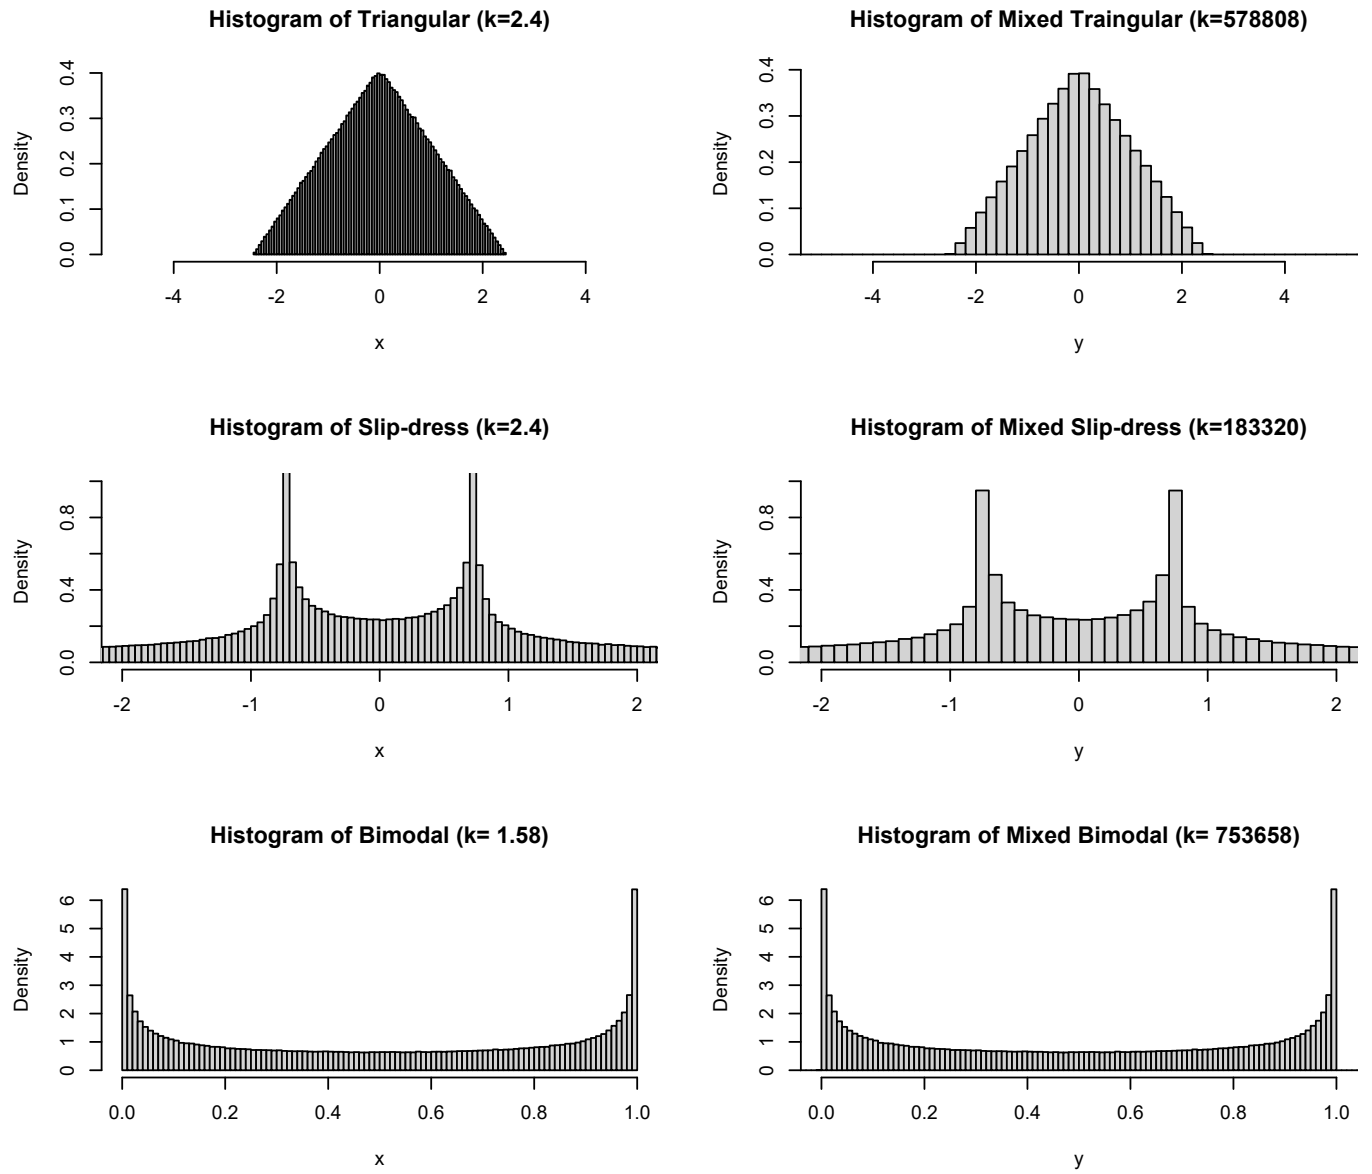 Histogram of Triangular (k=2.4)
Density
0.0 0.1 0.2 0.3 0.4
-4 -2 0 2 4
x
Histogram of Mixed Traingular (k=578808)
Density
0.0 0.1 0.2 0.3 0.4
-4 -2 0 2 4
y
Histogram of Slip-dress (k=2.4)
Density
0.0 0.4 0.8
-2 -1 0 1 2
x
Histogram of Mixed Slip-dress (k=183320)
Density
0.0 0.4 0.8
-2 -1 0 1 2
y
Histogram of Bimodal (k= 1.58)
Density
0 1 2 3 4 5 6
0.0 0.2 0.4 0.6 0.8 1.0
x
Histogram of Mixed Bimodal (k= 753658)
Density
0 1 2 3 4 5 6
0.0 0.2 0.4 0.6 0.8 1.0
y